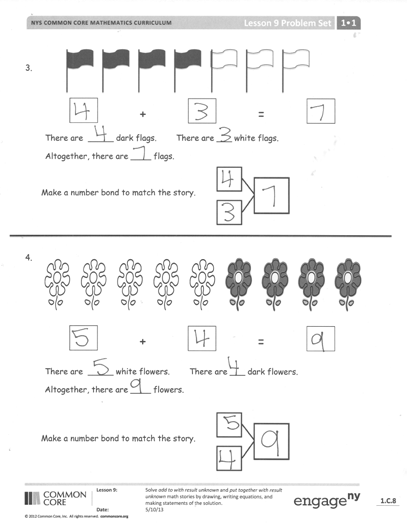 NYS COMMON CORE MATHEMATICS CURRICULUM Lesson 9 Problem Set 1•1
3.
4 + 3 = 7
There are 4 dark flags. There are 3 white flags.
Altogether, there are 7 flags.
4
Make a number bond to match the story. 7
3
4.
5 + 4 = 9
There are 5 white flowers. There are 4 dark flowers.
Altogether, there are 9 flowers.
5
Make a number bond to match the story. 9
4
COMMON CORE
Lesson 9: Solve add to with result unknown and put together with result
unknown math stories by drawing, writing equations, and
making statements of the solution.
Date: 5/10/13
engageny 1.C.8
© 2013 Common Core, Inc. All rights reserved. commoncore.org